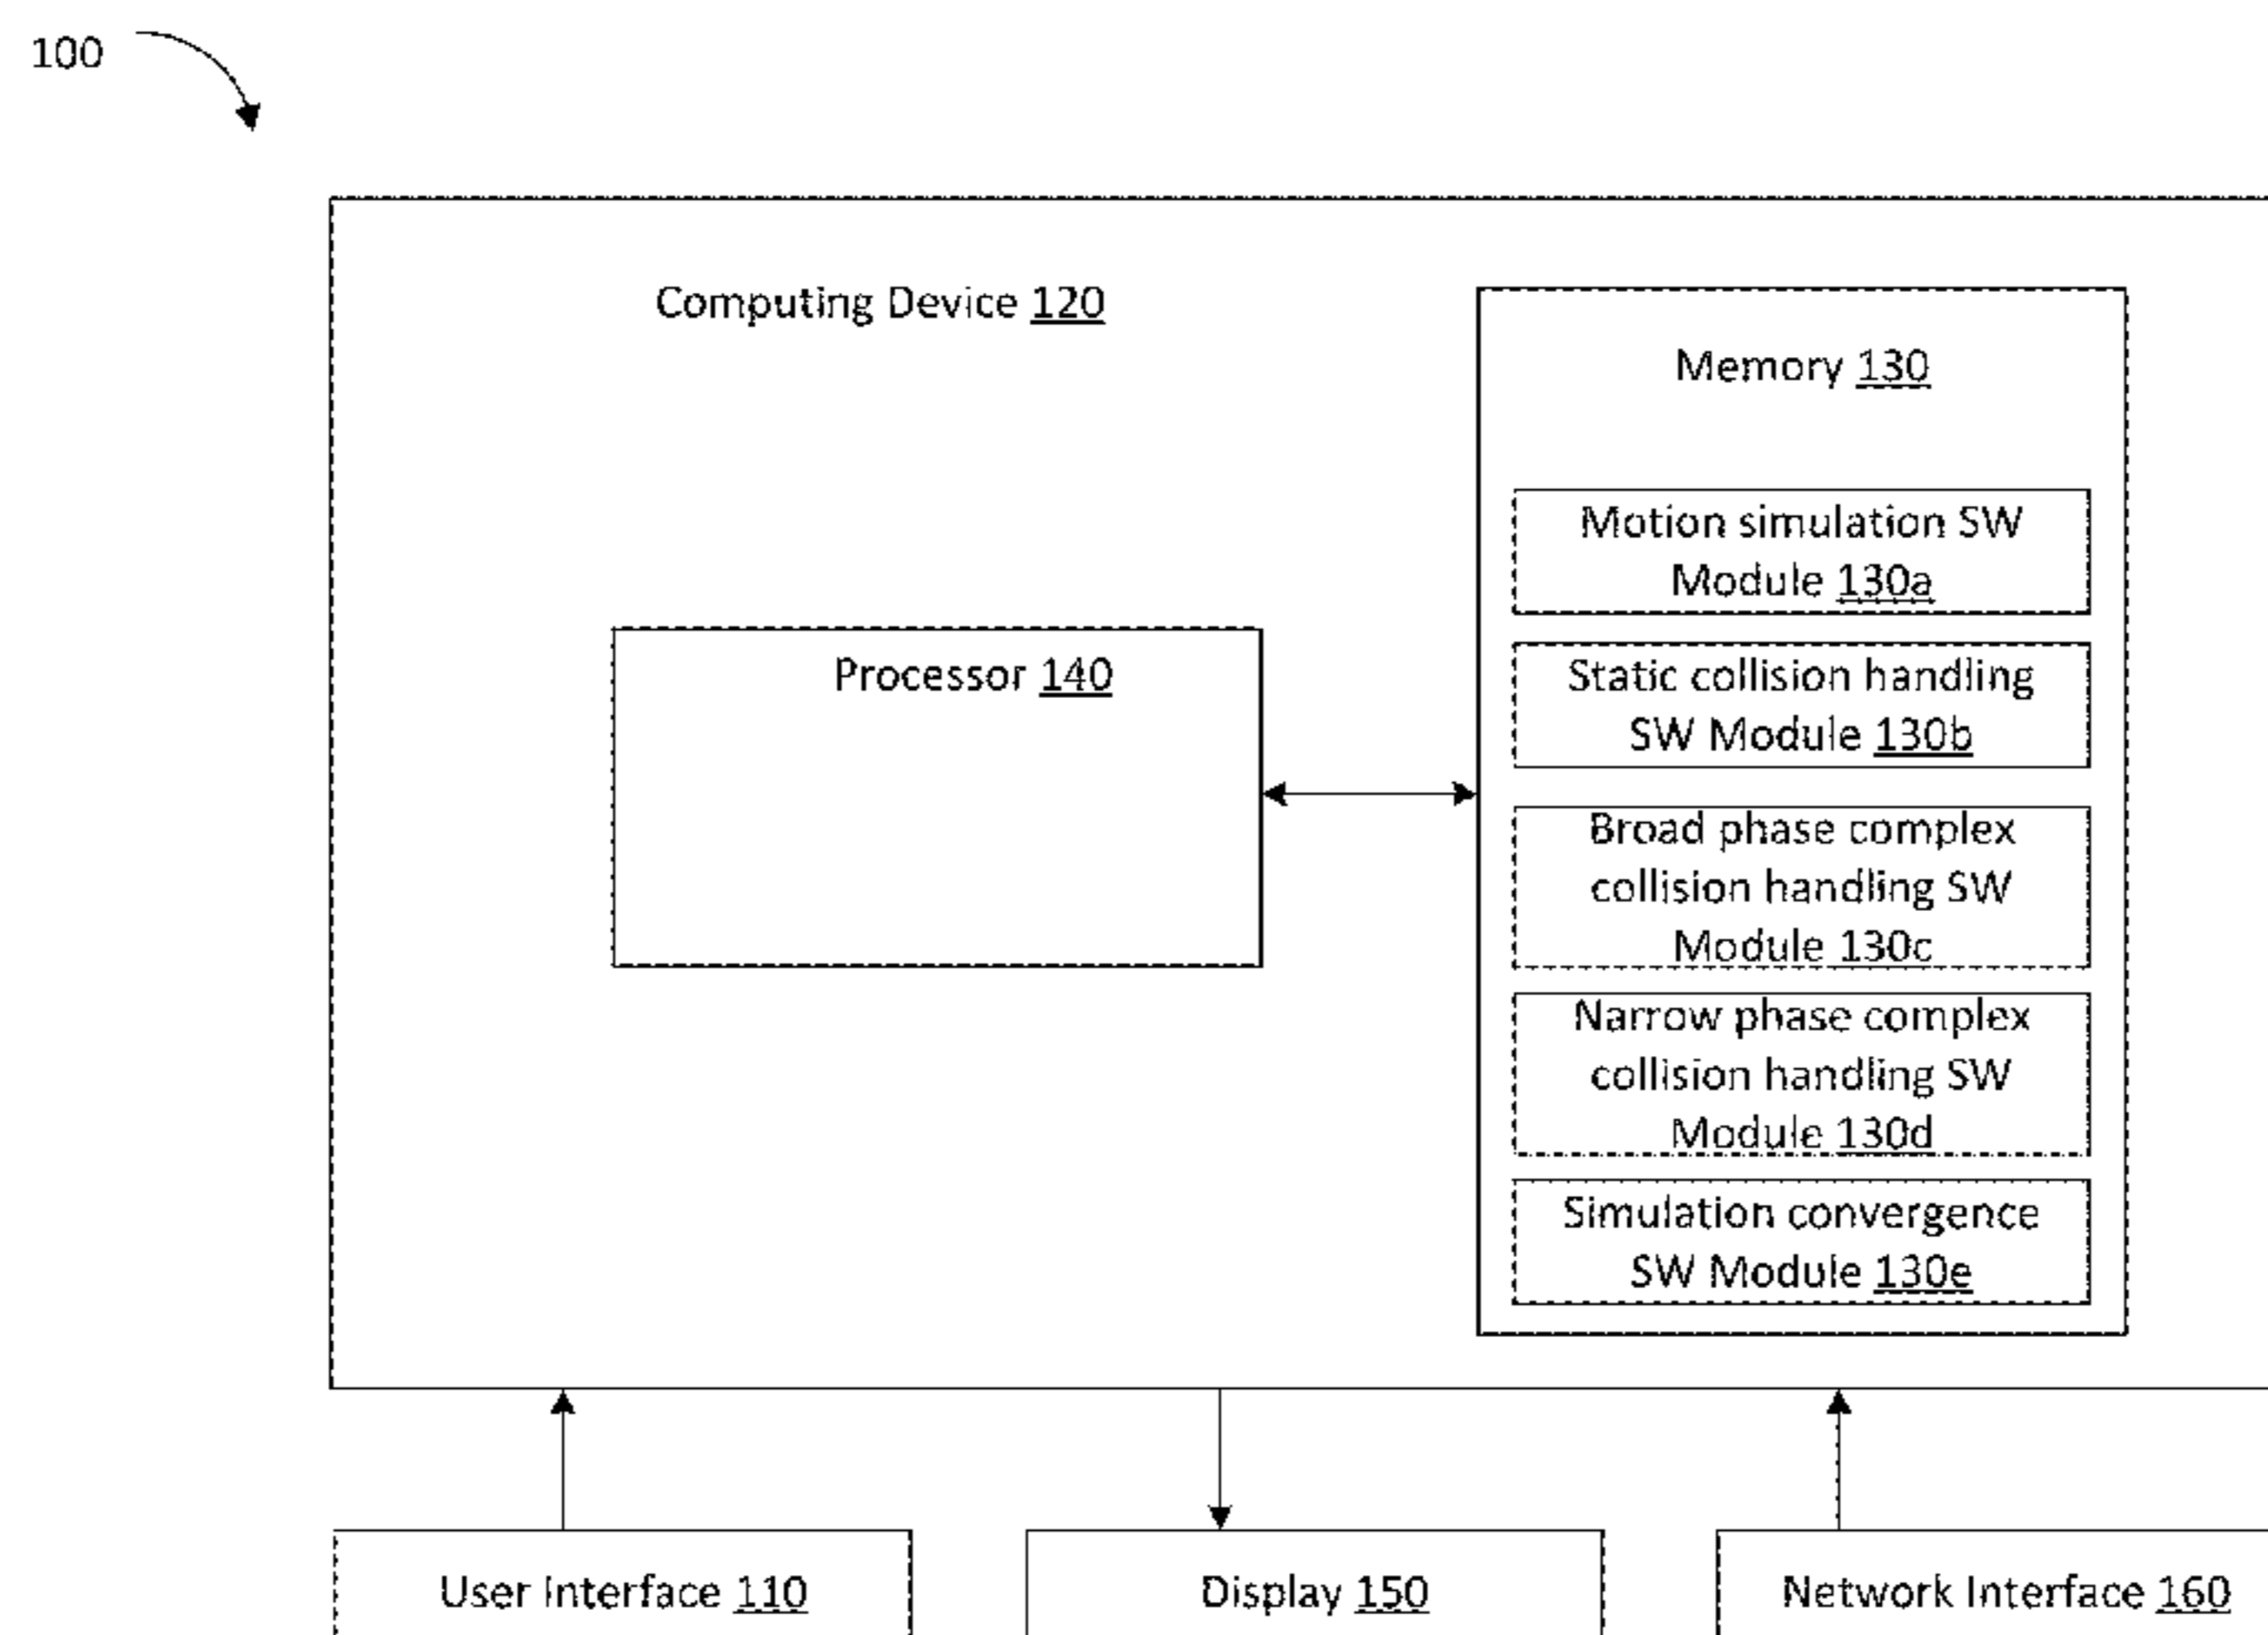 100
Computing Device 120
Memory 130
Motion simulation SW
Module 130a
Processor 140
Static collision handling
SW Module 130b
Broad phase complex
collision handling SW
Module 130c
Narrow phase complex
collision handling SW
Module 130d
Simulation convergence
SW Module 130e
User Interface 110
Display 150
Network Interface 160